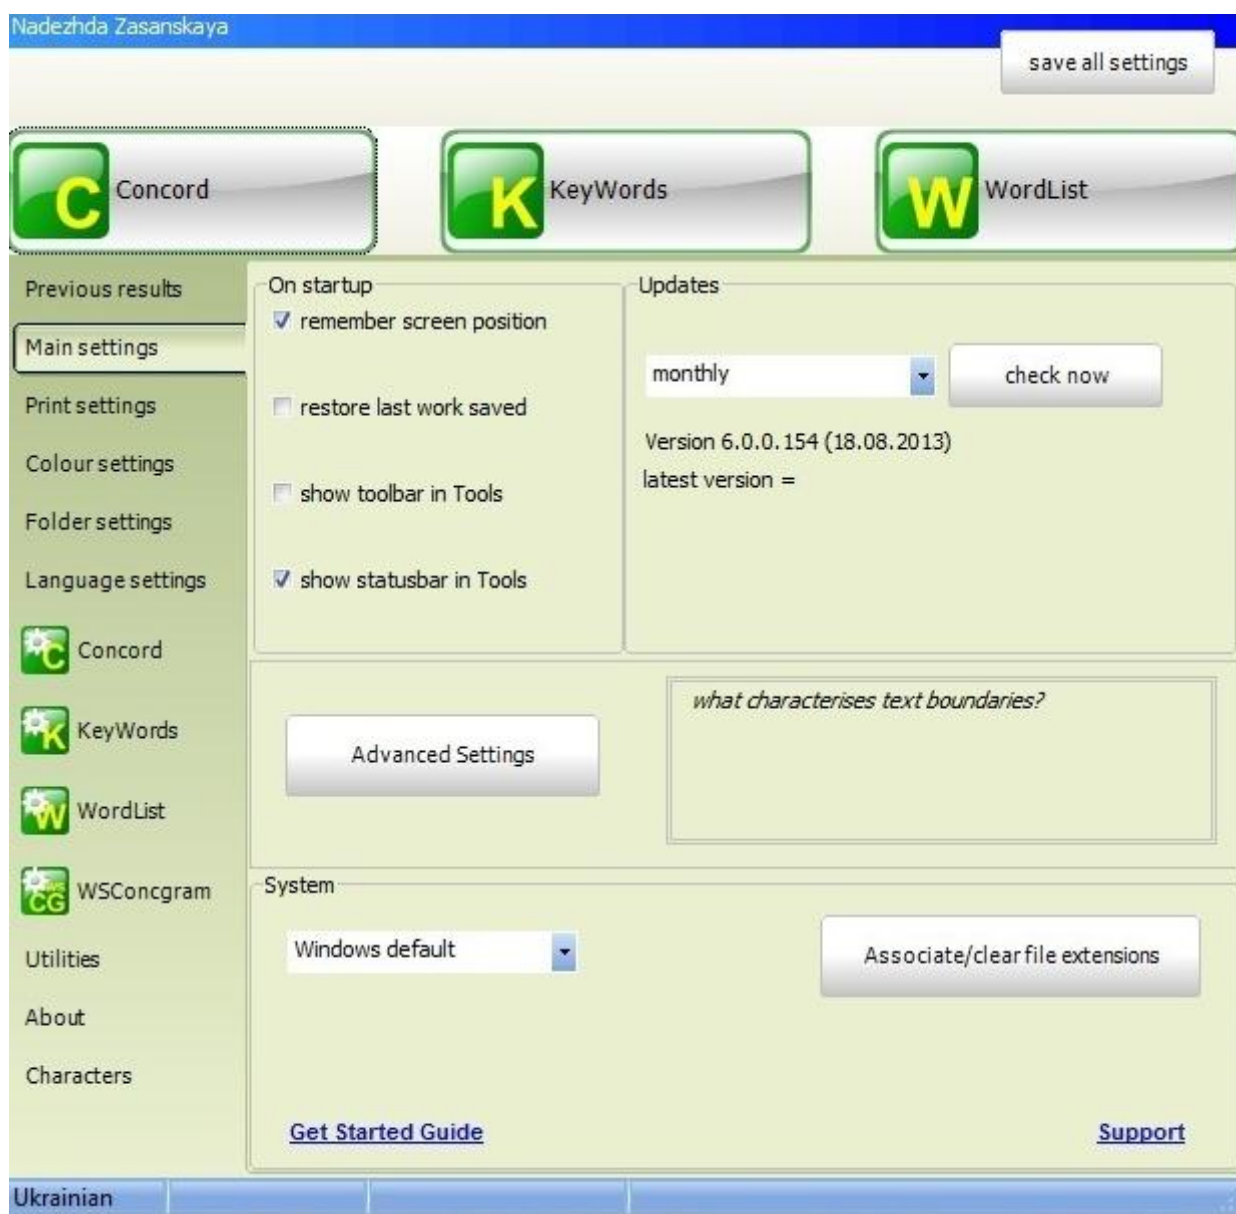 Nadezhda Zasanskaya
save all settings
C Concord
K KeyWords
W WordList
Previous results
Main settings
Print settings
Colour settings
Folder settings
Language settings
C Concord
K KeyWords
W WordList
WS CG WSConcgram
Utilities
About
Characters
On startup
remember screen position
restore last work saved
show toolbar in Tools
show statusbar in Tools
Updates
monthly
check now
Version 6.0.0.154 (18.08.2013)
latest version =
Advanced Settings
what characterises text boundaries?
System
Windows default
Associate/clear file extensions
Get Started Guide
Support
Ukrainian